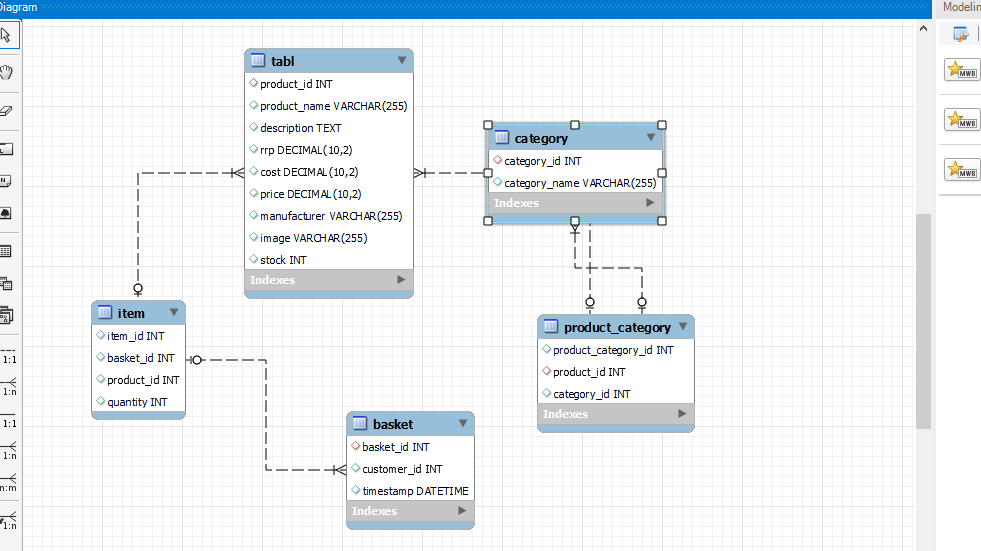 Diagram
Modelin
tabl
product_id INT
product_name VARCHAR(255)
description TEXT
rrp DECIMAL(10,2)
cost DECIMAL(10,2)
price DECIMAL(10,2)
manufacturer VARCHAR(255)
image VARCHAR(255)
stock INT
Indexes
category
category_id INT
category_name VARCHAR(255)
Indexes
item
item_id INT
basket_id INT
product_id INT
quantity INT
product_category
product_category_id INT
product_id INT
category_id INT
Indexes
basket
basket_id INT
customer_id INT
timestamp DATETIME
Indexes
1:1
1:n
1:1
1:n
n:m
1:n
MWB
MWB
MWB